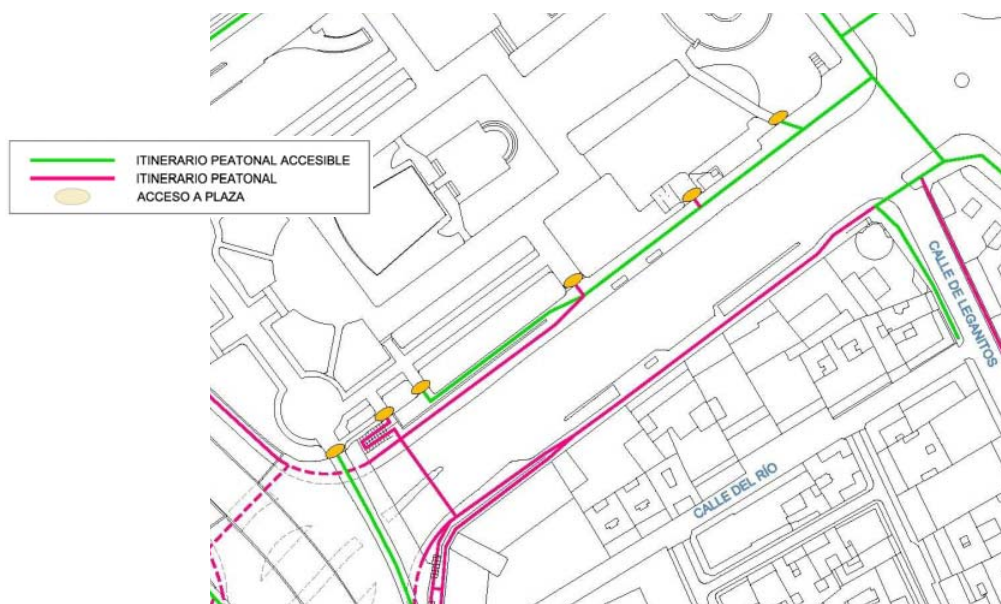 ITINERARIO PEATONAL ACCESIBLE
ITINERARIO PEATONAL
ACCESO A PLAZA
CALLE DE LEGANITOS
CALLE DEL RÍO